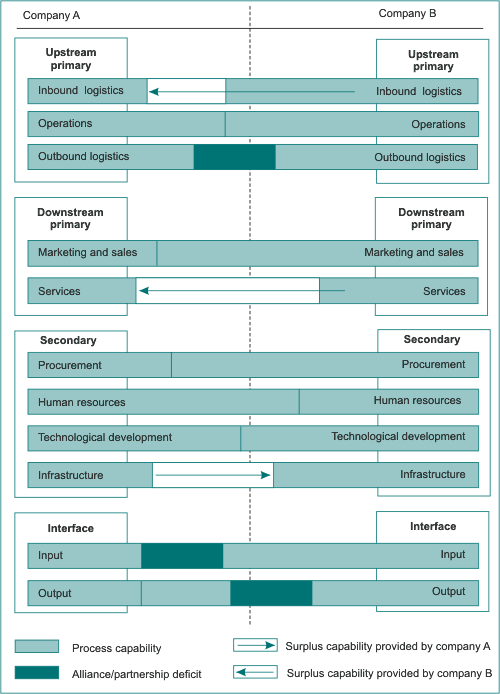 Company A
Company B
Upstream
primary
Upstream
primary
Inbound logistics
Inbound logistics
Operations
Operations
Outbound logistics
Outbound logistics
Downstream
primary
Downstream
primary
Marketing and sales
Marketing and sales
Services
Services
Secondary
Secondary
Procurement
Procurement
Human resources
Human resources
Technological development
Technological development
Infrastructure
Infrastructure
Interface
Interface
Input
Input
Output
Output
Process capability
Surplus capability provided by company A
Alliance/partnership deficit
Surplus capability provided by company B